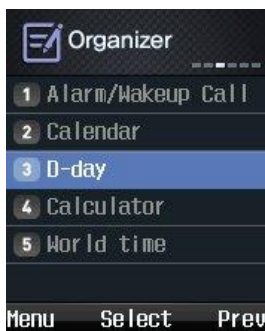 Organizer
1 Alarm/Wakeup Call
2 Calendar
3 D-day
4 Calculator
5 World time
Menu Select Prev